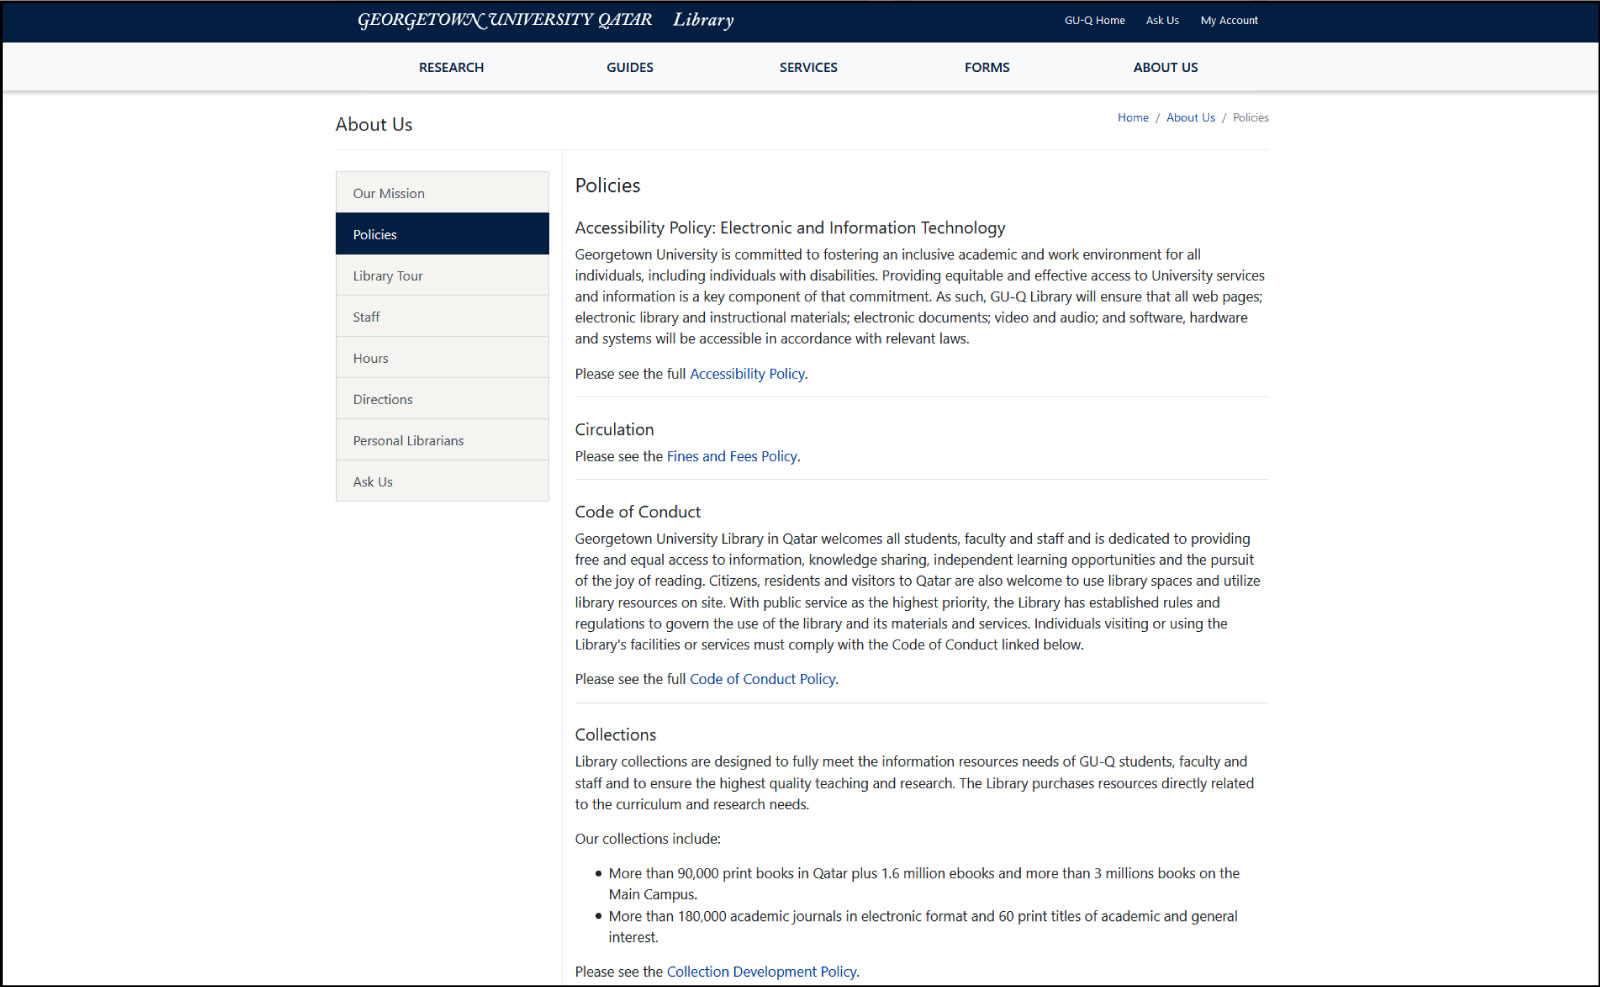 GEORGETOWN UNIVERSITY QATAR Library
GU-Q Home Ask Us My Account
RESEARCH GUIDES SERVICES FORMS ABOUT US
About Us
Home / About Us / Policies
Our Mission
Policies
Library Tour
Staff
Hours
Directions
Personal Librarians
Ask Us
Policies
Accessibility Policy: Electronic and Information Technology
Georgetown University is committed to fostering an inclusive academic and work environment for all
individuals, including individuals with disabilities. Providing equitable and effective access to University services
and information is a key component of that commitment. As such, GU-Q Library will ensure that all web pages;
electronic library and instructional materials; electronic documents; video and audio; and software, hardware
and systems will be accessible in accordance with relevant laws.
Please see the full Accessibility Policy.
Circulation
Please see the Fines and Fees Policy.
Code of Conduct
Georgetown University Library in Qatar welcomes all students, faculty and staff and is dedicated to providing
free and equal access to information, knowledge sharing, independent learning opportunities and the pursuit
of the joy of reading. Citizens, residents and visitors to Qatar are also welcome to use library spaces and utilize
library resources on site. With public service as the highest priority, the Library has established rules and
regulations to govern the use of the library and its materials and services. Individuals visiting or using the
Library's facilities or services must comply with the Code of Conduct linked below.
Please see the full Code of Conduct Policy.
Collections
Library collections are designed to fully meet the information resources needs of GU-Q students, faculty and
staff and to ensure the highest quality teaching and research. The Library purchases resources directly related
to the curriculum and research needs.
Our collections include:
• More than 90,000 print books in Qatar plus 1.6 million ebooks and more than 3 millions books on the
Main Campus.
• More than 180,000 academic journals in electronic format and 60 print titles of academic and general
interest.
Please see the Collection Development Policy.